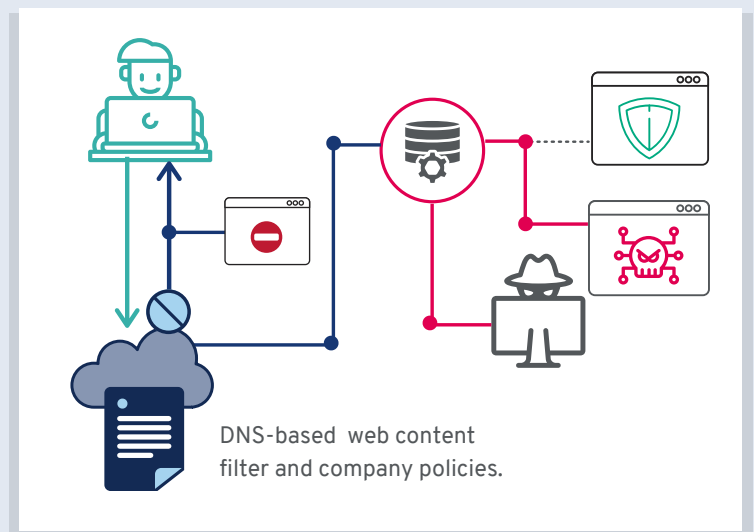 DNS-based web content
filter and company policies.